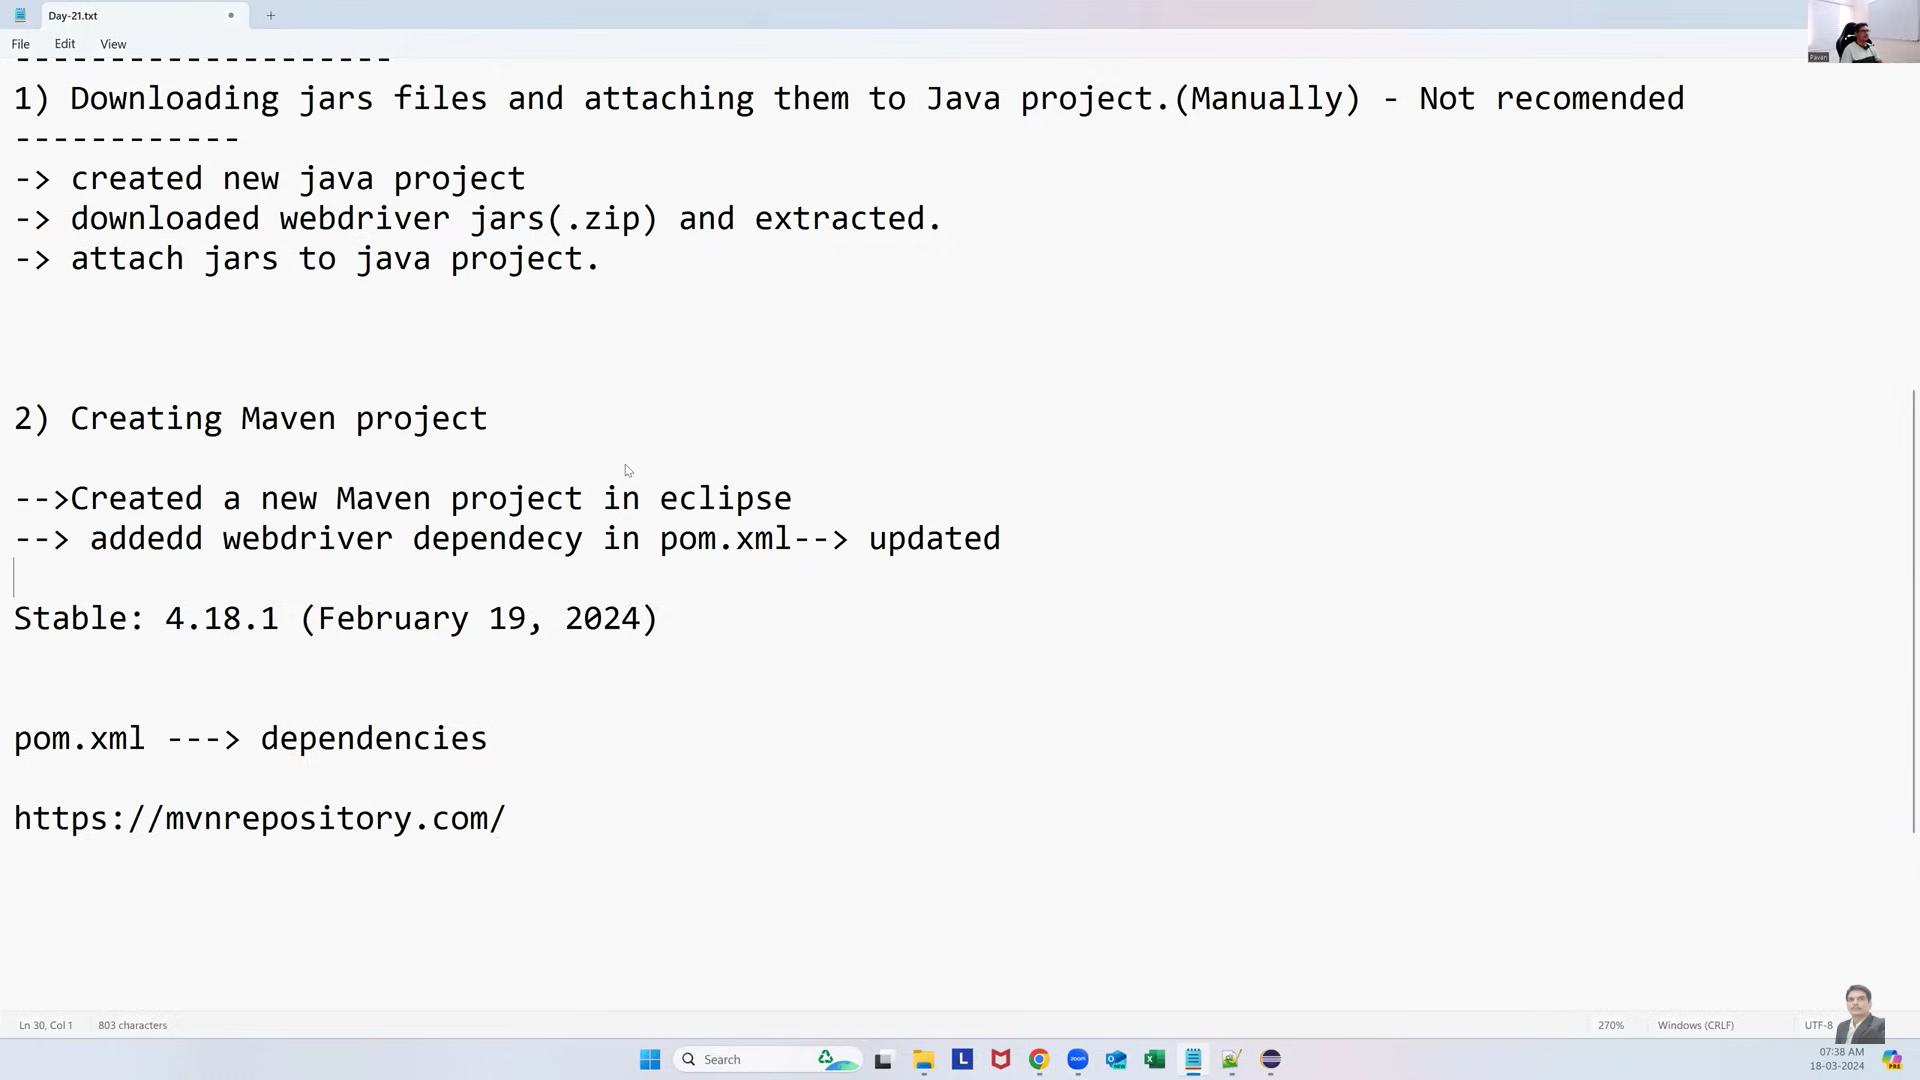 Day-21.txt
File Edit View
Pavan
--------------------
1) Downloading jars files and attaching them to Java project.(Manually) - Not recomended
------------
-> created new java project
-> downloaded webdriver jars(.zip) and extracted.
-> attach jars to java project.
2) Creating Maven project
-->Created a new Maven project in eclipse
--> addedd webdriver dependecy in pom.xml--> updated
Stable: 4.18.1 (February 19, 2024)
pom.xml ---> dependencies
https://mvnrepository.com/
Ln 30, Col 1 803 characters 270% Windows (CRLF) UTF-8
Search L zoom NEW 07:38 AM PRE
18-03-2024